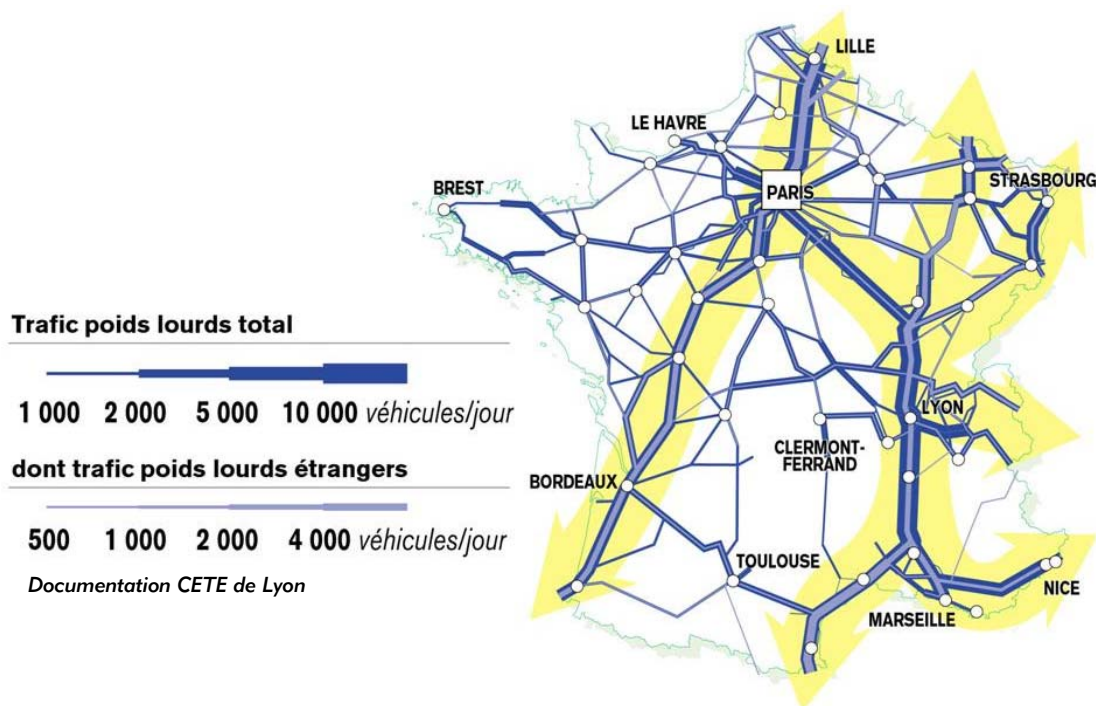 LILLE
LE HAVRE
BREST
PARIS
STRASBOURG
Trafic poids lourds total
1 000 2 000 5 000 10 000 véhicules/jour
dont trafic poids lourds étrangers
500 1 000 2 000 4 000 véhicules/jour
Documentation CETE de Lyon
LYON
CLERMONT-
FERRAND
BORDEAUX
TOULOUSE
NICE
MARSEILLE